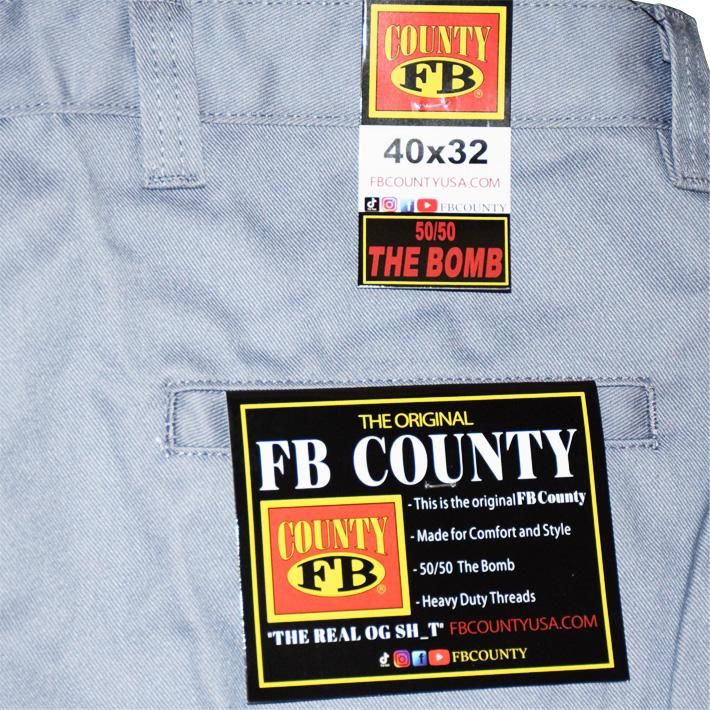 COUNTY
FB
®
40x32
FBCOUNTYUSA.COM
FBCOUNTY
50/50
THE BOMB
THE ORIGINAL
FB COUNTY
- This is the original FB County
COUNTY
FB
®
- Made for Comfort and Style
- 50/50 The Bomb
- Heavy Duty Threads
"THE REAL OG SH_T" FBCOUNTYUSA.COM
FBCOUNTY